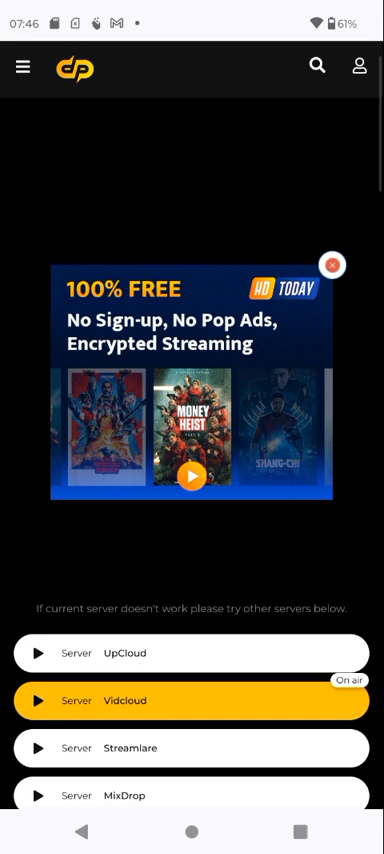 07:46
61%
dp
100% FREE
HD TODAY
No Sign-up, No Pop Ads,
Encrypted Streaming
MONEY
HEIST
SHANG-CHI
If current server doesn't work please try other servers below.
Server UpCloud
On air
Server Vidcloud
Server Streamlare
Server MixDrop